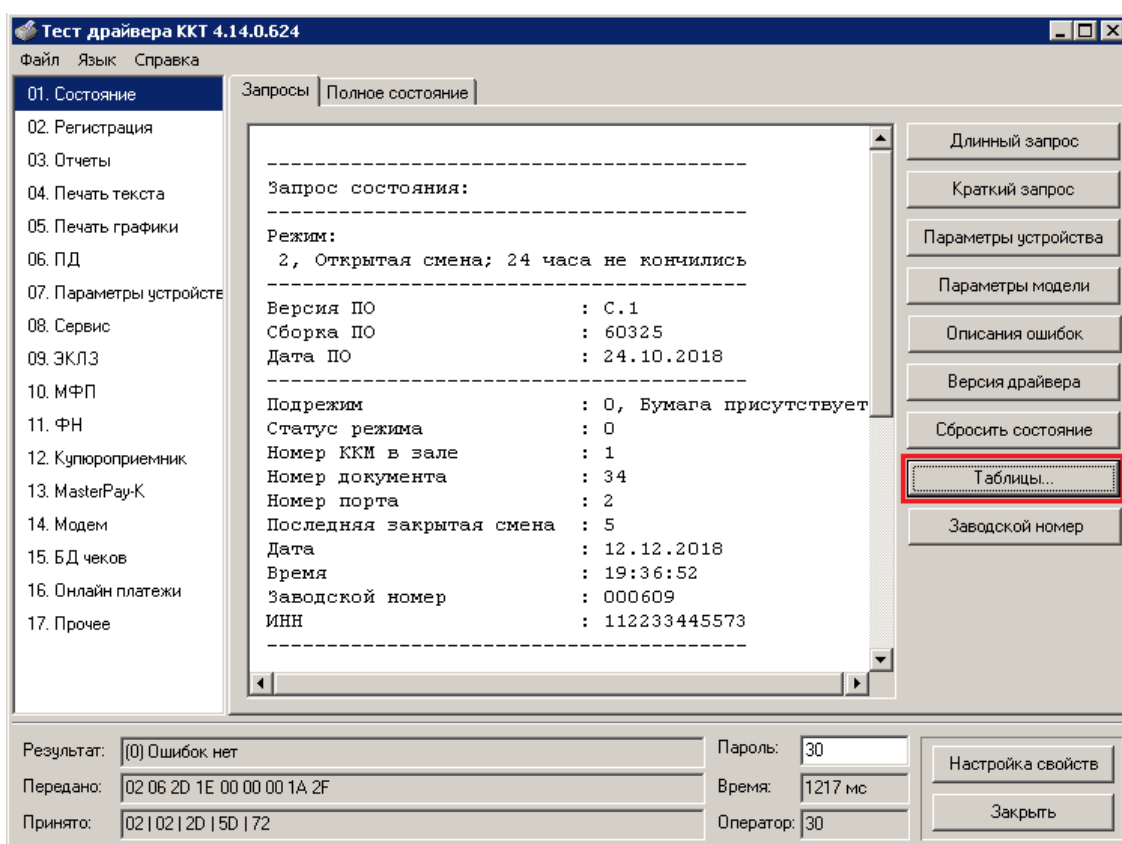 Тест драйвера ККТ 4.14.0.624
Файл Язык Справка
01. Состояние
02. Регистрация
03. Отчеты
04. Печать текста
05. Печать графики
06. ПД
07. Параметры устройств
08. Сервис
09. ЭКЛЗ
10. МФП
11. ФН
12. Купюроприемник
13. MasterPay-K
14. Модем
15. БД чеков
16. Онлайн платежи
17. Прочее
Запросы Полное состояние
----------------------------------------
Запрос состояния:
----------------------------------------
Режим:
2, Открытая смена; 24 часа не кончились
----------------------------------------
Версия ПО : C.1
Сборка ПО : 60325
Дата ПО : 24.10.2018
----------------------------------------
Подрежим : 0, Бумага присутствует
Статус режима : 0
Номер ККМ в зале : 1
Номер документа : 34
Номер порта : 2
Последняя закрытая смена : 5
Дата : 12.12.2018
Время : 19:36:52
Заводской номер : 000609
ИНН : 112233445573
----------------------------------------
Длинный запрос
Краткий запрос
Параметры устройства
Параметры модели
Описания ошибок
Версия драйвера
Сбросить состояние
Таблицы...
Заводской номер
Результат: (0) Ошибок нет
Передано: 02 06 2D 1E 00 00 00 1A 2F
Принято: 02 | 02 | 2D | 5D | 72
Пароль: 30
Время: 1217 мс
Оператор: 30
Настройка свойств
Закрыть